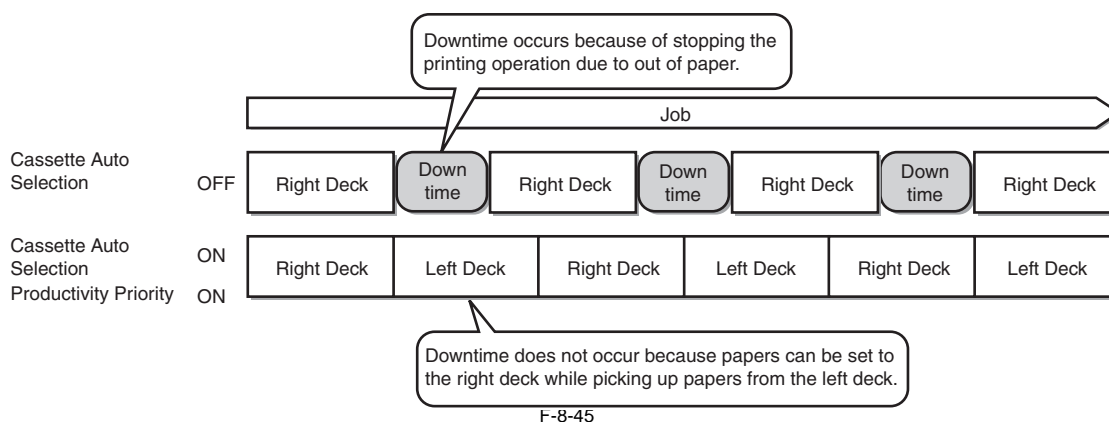 Downtime occurs because of stopping the
printing operation due to out of paper.
Job
Cassette Auto
Selection
OFF
Right Deck
Down
time
Right Deck
Down
time
Right Deck
Down
time
Right Deck
Cassette Auto
Selection
ON
Productivity Priority
ON
Right Deck
Left Deck
Right Deck
Left Deck
Right Deck
Left Deck
Downtime does not occur because papers can be set to
the right deck while picking up papers from the left deck.
F-8-45